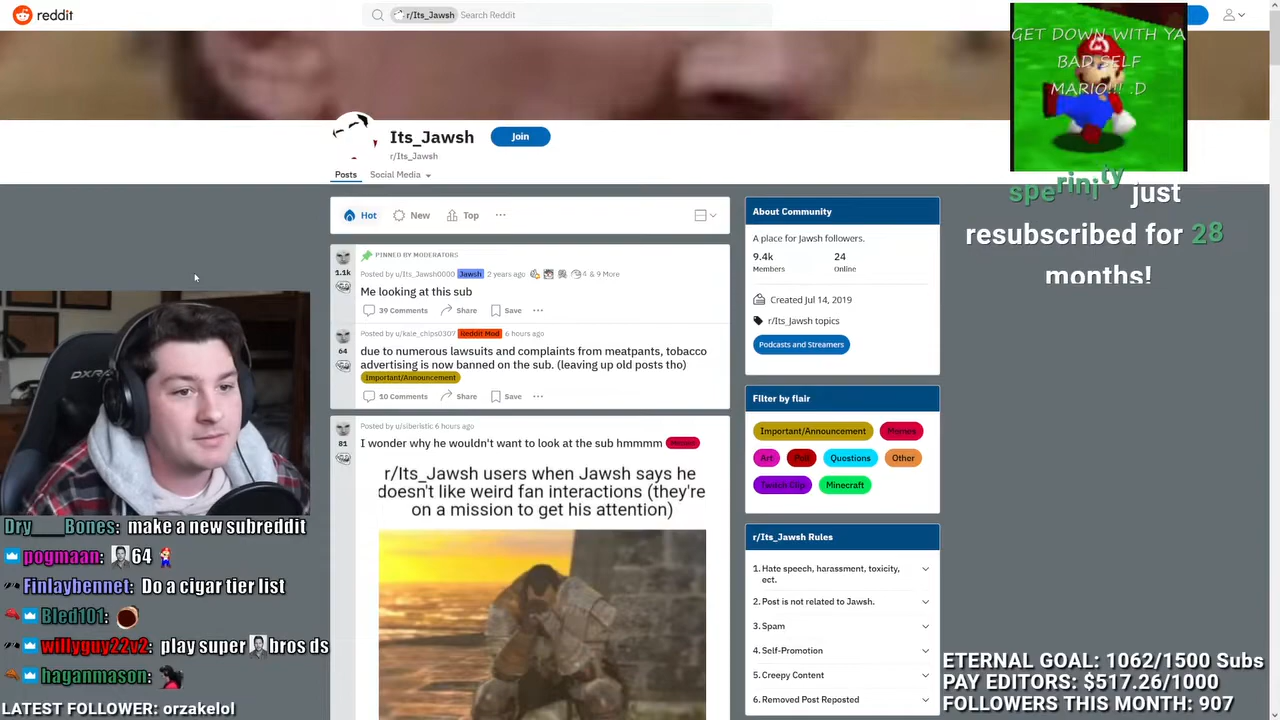 reddit
r/Its_Jawsh Search Reddit
GET DOWN WITH YA
BAD SELF
MARIO!!! :D
sperinity just
resubscribed for 28
months!
Its_Jawsh
Join
r/Its_Jawsh
Posts Social Media
Hot New Top ...
PINNED BY MODERATORS
1.1k
Posted by u/Its_Jawsh0000 Jawsh 2 years ago 4 & 9 More
Me looking at this sub
39 Comments Share Save ...
Posted by u/kale_chips0307 Reddit Mod 6 hours ago
64
due to numerous lawsuits and complaints from meatpants, tobacco
advertising is now banned on the sub. (leaving up old posts tho)
Important/Announcement
10 Comments Share Save ...
Posted by u/siberistic 6 hours ago
81
I wonder why he wouldn't want to look at the sub hmmmm
r/Its_Jawsh users when Jawsh says he
doesn't like weird fan interactions (they're
on a mission to get his attention)
About Community
A place for Jawsh followers.
9.4k 24
Members Online
Created Jul 14, 2019
r/Its_Jawsh topics
Podcasts and Streamers
Filter by flair
Important/Announcement Memes
Art Poll Questions Other
Twitch Clip Minecraft
r/Its_Jawsh Rules
1. Hate speech, harassment, toxicity,
ect.
2. Post is not related to Jawsh.
3. Spam
4. Self-Promotion
5. Creepy Content
6. Removed Post Reported
DXRACER
Dry____Bones: make a new subreddit
pogmaan: 64
Finlaybennet: Do a cigar tier list
Bled101:
willyguy22v2: play super bros ds
haganmason:
LATEST FOLLOWER: orzakelol
ETERNAL GOAL: 1062/1500 Subs
PAY EDITORS: $517.26/1000
FOLLOWERS THIS MONTH: 907